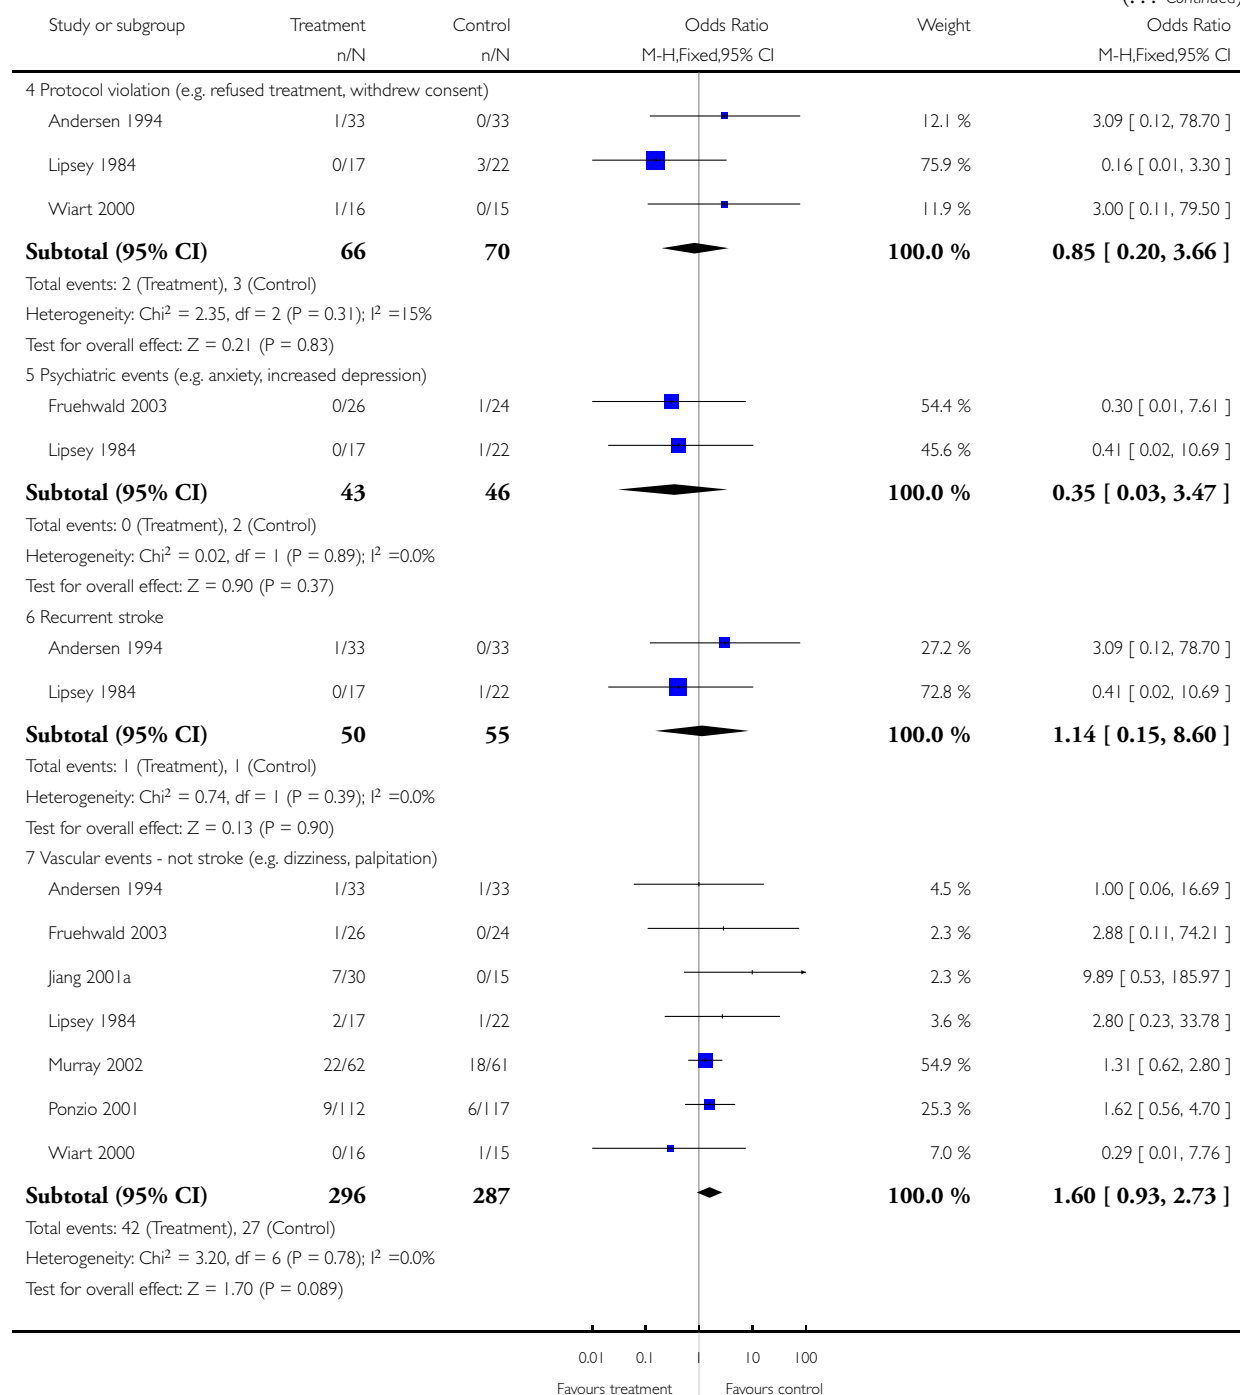 (. . . Continued)
Study or subgroup Treatment Control Odds Ratio Weight Odds Ratio
n/N n/N M-H,Fixed,95% CI M-H,Fixed,95% CI
4 Protocol violation (e.g. refused treatment, withdrew consent)
Andersen 1994 1/33 0/33 12.1 % 3.09 [ 0.12, 78.70 ]
Lipsey 1984 0/17 3/22 75.9 % 0.16 [ 0.01, 3.30 ]
Wiart 2000 1/16 0/15 11.9 % 3.00 [ 0.11, 79.50 ]
Subtotal (95% CI) 66 70 100.0 % 0.85 [ 0.20, 3.66 ]
Total events: 2 (Treatment), 3 (Control)
Heterogeneity: Chi² = 2.35, df = 2 (P = 0.31); I² =15%
Test for overall effect: Z = 0.21 (P = 0.83)
5 Psychiatric events (e.g. anxiety, increased depression)
Fruehwald 2003 0/26 1/24 54.4 % 0.30 [ 0.01, 7.61 ]
Lipsey 1984 0/17 1/22 45.6 % 0.41 [ 0.02, 10.69 ]
Subtotal (95% CI) 43 46 100.0 % 0.35 [ 0.03, 3.47 ]
Total events: 0 (Treatment), 2 (Control)
Heterogeneity: Chi² = 0.02, df = 1 (P = 0.89); I² =0.0%
Test for overall effect: Z = 0.90 (P = 0.37)
6 Recurrent stroke
Andersen 1994 1/33 0/33 27.2 % 3.09 [ 0.12, 78.70 ]
Lipsey 1984 0/17 1/22 72.8 % 0.41 [ 0.02, 10.69 ]
Subtotal (95% CI) 50 55 100.0 % 1.14 [ 0.15, 8.60 ]
Total events: 1 (Treatment), 1 (Control)
Heterogeneity: Chi² = 0.74, df = 1 (P = 0.39); I² =0.0%
Test for overall effect: Z = 0.13 (P = 0.90)
7 Vascular events - not stroke (e.g. dizziness, palpitation)
Andersen 1994 1/33 1/33 4.5 % 1.00 [ 0.06, 16.69 ]
Fruehwald 2003 1/26 0/24 2.3 % 2.88 [ 0.11, 74.21 ]
Jiang 2001a 7/30 0/15 2.3 % 9.89 [ 0.53, 185.97 ]
Lipsey 1984 2/17 1/22 3.6 % 2.80 [ 0.23, 33.78 ]
Murray 2002 22/62 18/61 54.9 % 1.31 [ 0.62, 2.80 ]
Ponzio 2001 9/112 6/117 25.3 % 1.62 [ 0.56, 4.70 ]
Wiart 2000 0/16 1/15 7.0 % 0.29 [ 0.01, 7.76 ]
Subtotal (95% CI) 296 287 100.0 % 1.60 [ 0.93, 2.73 ]
Total events: 42 (Treatment), 27 (Control)
Heterogeneity: Chi² = 3.20, df = 6 (P = 0.78); I² =0.0%
Test for overall effect: Z = 1.70 (P = 0.089)
0.01 0.1 1 10 100
Favours treatment Favours control